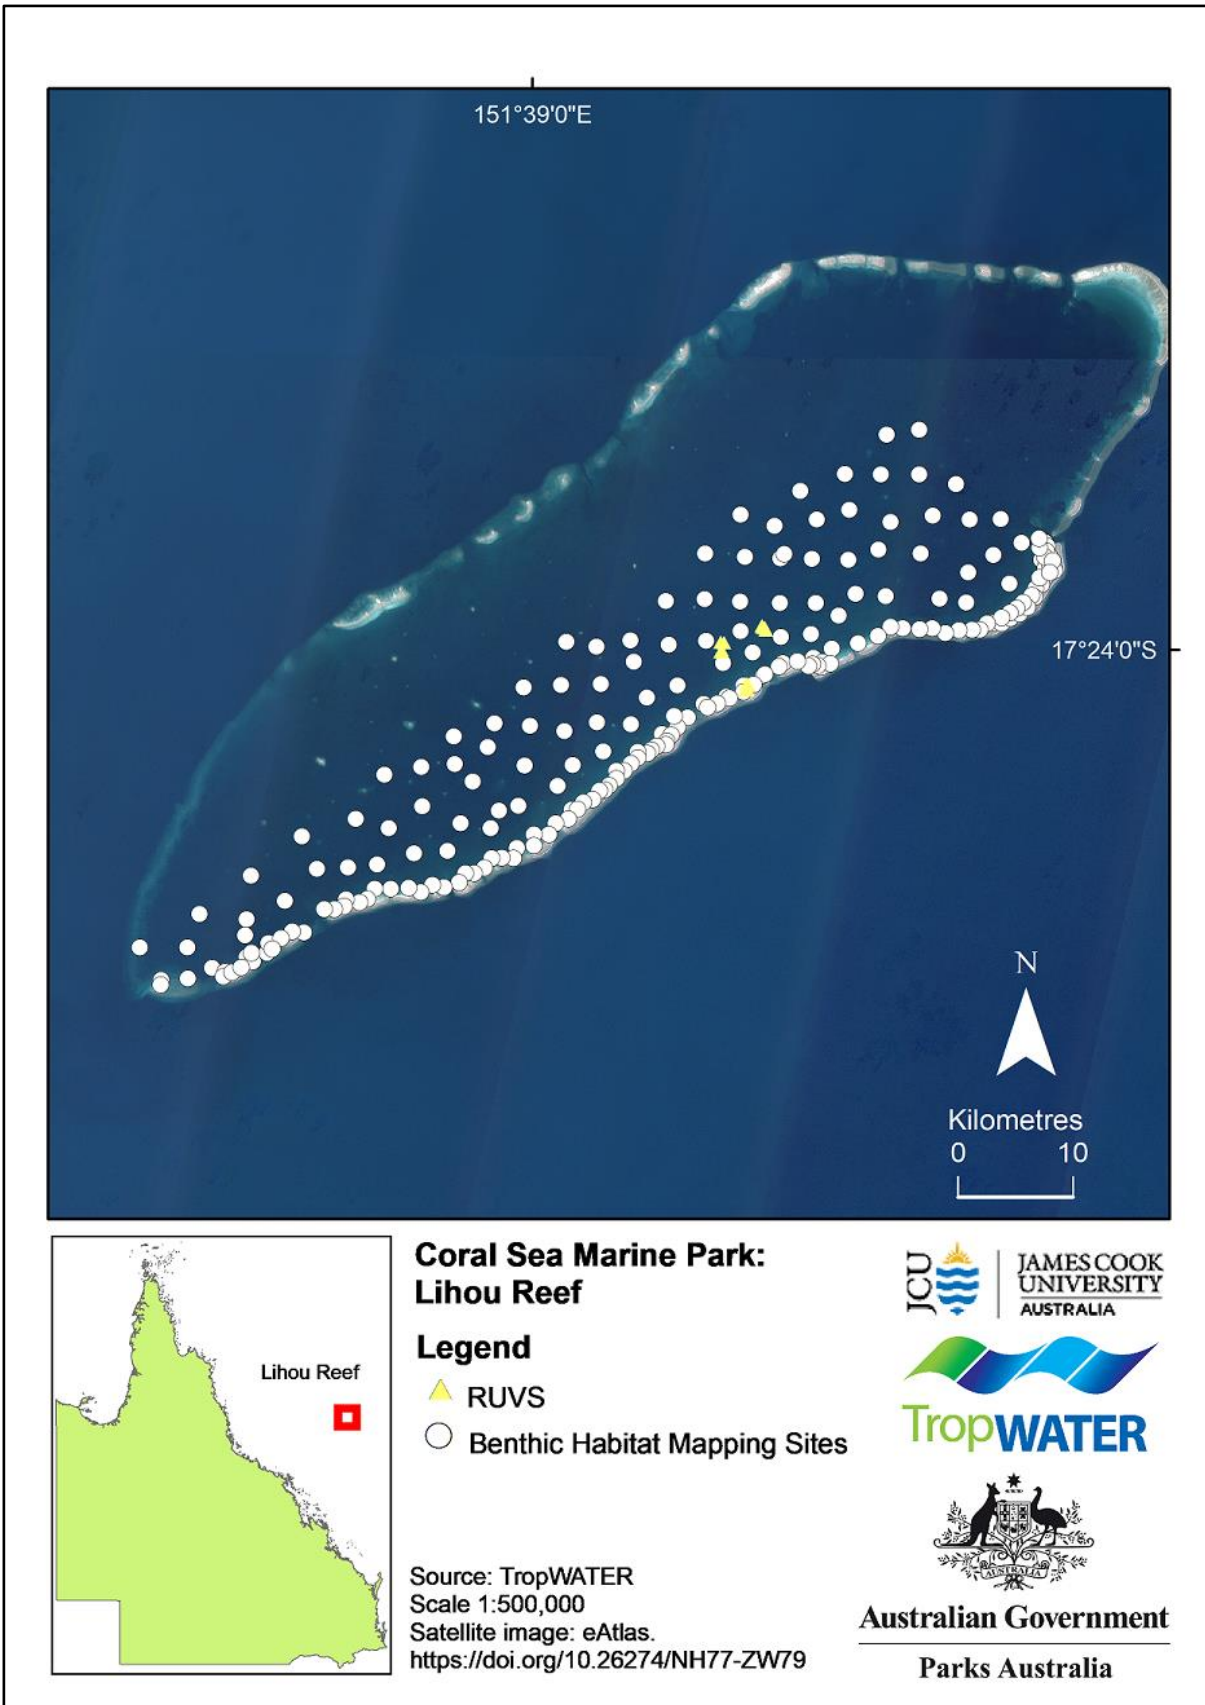 151°39'0"E
17°24'0"S
N
Kilometres
0 10
Lihou Reef
Coral Sea Marine Park:
Lihou Reef
Legend
RUVS
Benthic Habitat Mapping Sites
Source: TropWATER
Scale 1:500,000
Satellite image: eAtlas.
https://doi.org/10.26274/NH77-ZW79
JCU
JAMES COOK
UNIVERSITY
AUSTRALIA
TropWATER
AUSTRALIA
Australian Government
Parks Australia